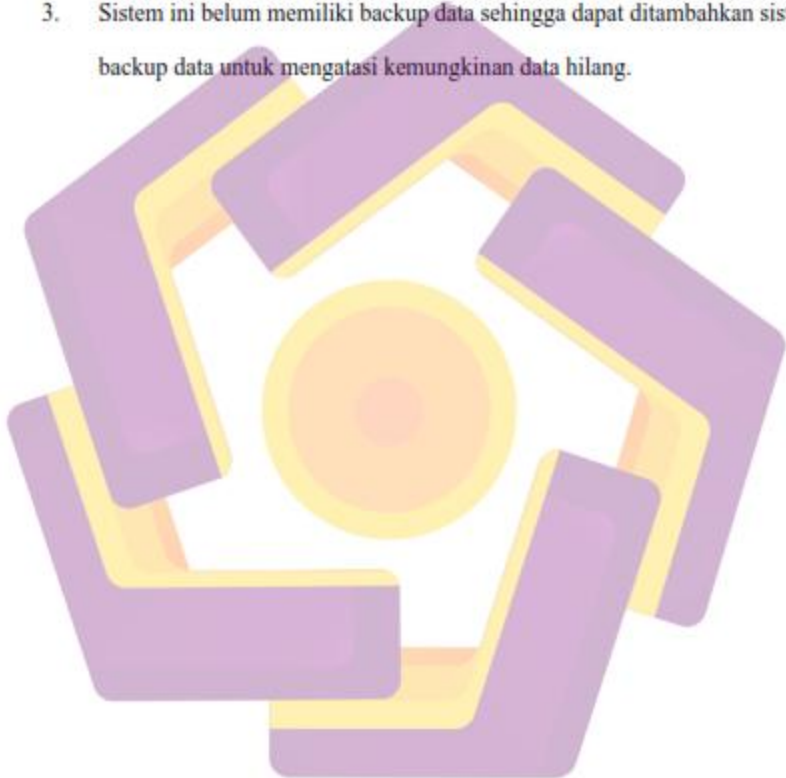 3. Sistem ini belum memiliki backup data sehingga dapat ditambahkan sis
backup data untuk mengatasi kemungkinan data hilang.